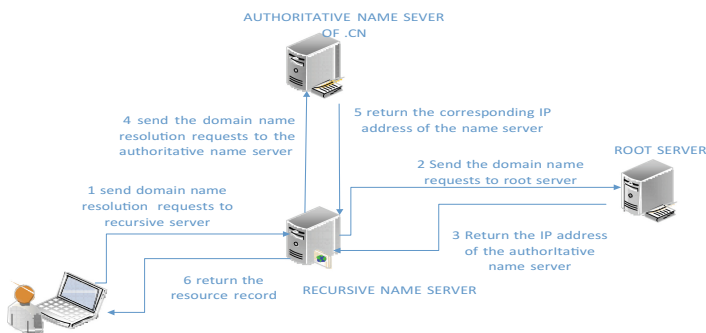 AUTHORITATIVE NAME SEVER
OF .CN
4 send the domain name
resolution requests to the
authoritative name server
5 return the corresponding IP
address of the name server
ROOT SERVER
2 Send the domain name
requests to root server
1 send domain name
resolution requests to
recursive server
3 Return the IP address
of the authorItative
name server
6 return the
resource record
RECURSIVE NAME SERVER